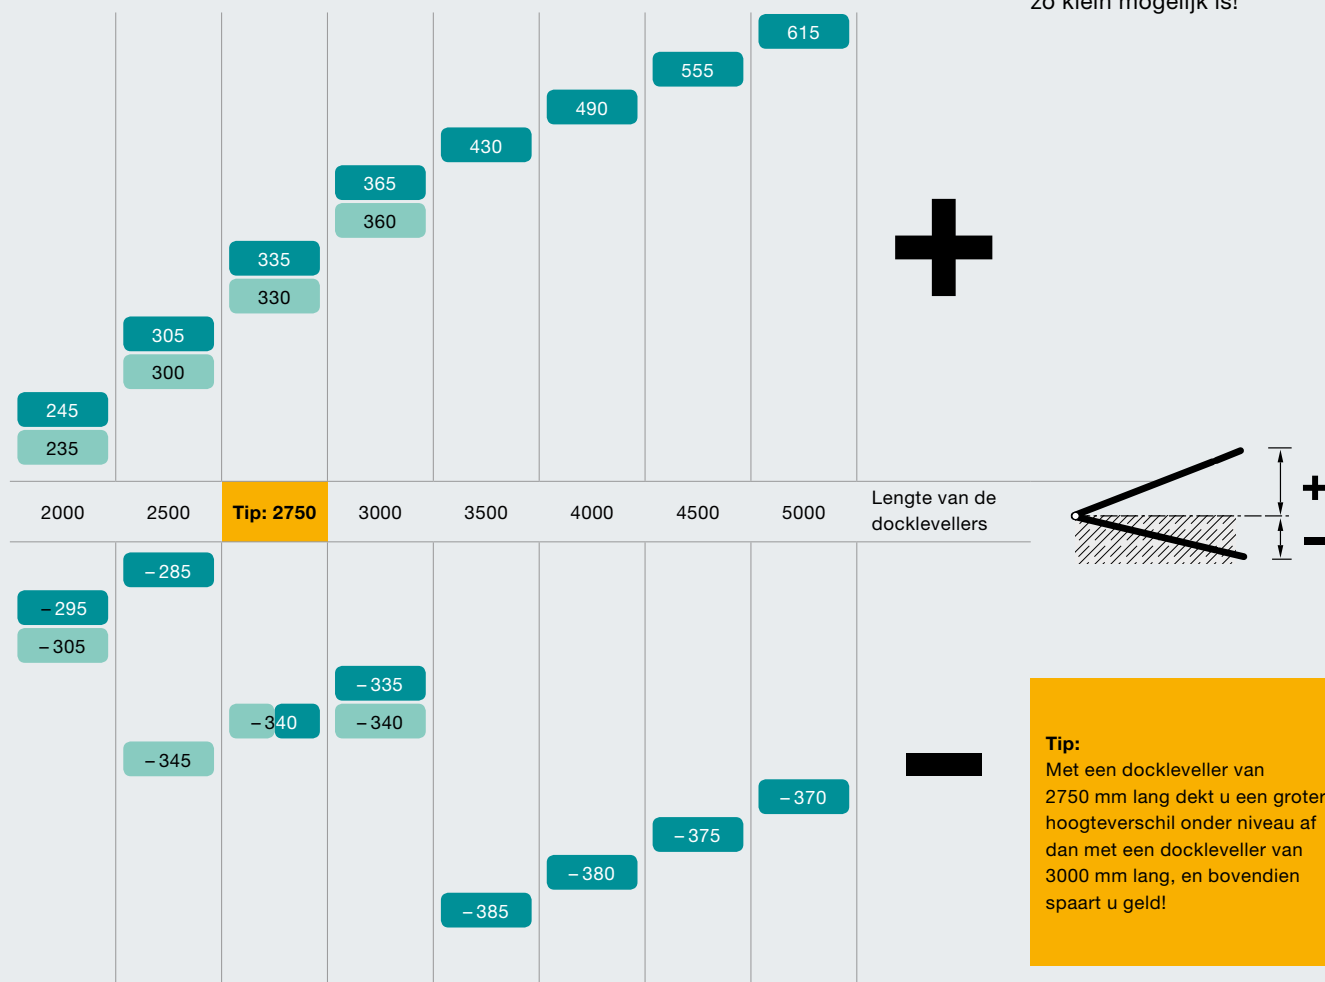 zo klein mogelijk is!
615
555
490
430
365
360
335
330
305
300
245
235
2000 2500 Tip: 2750 3000 3500 4000 4500 5000 Lengte van de
docklevellers
+
–
– 285
– 295
– 305
– 335
– 340 – 340
– 345
– 370
– 375
– 380
– 385
Tip:
Met een dockleveller van
2750 mm lang dekt u een groter
hoogteverschil onder niveau af
dan met een dockleveller van
3000 mm lang, en bovendien
spaart u geld!